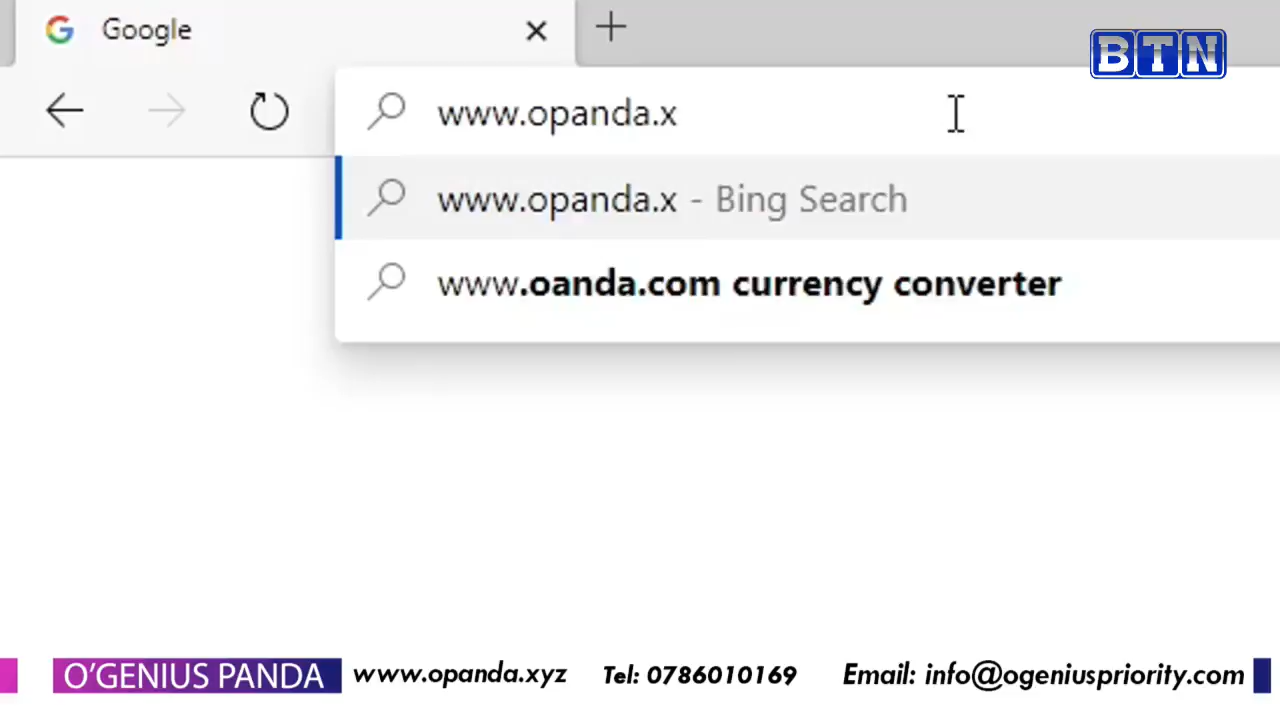 Google
BTN
www.opanda.x
www.opanda.x - Bing Search
www.oanda.com currency converter
O'GENIUS PANDA www.opanda.xyz Tel: 0786010169 Email: info@ogeniuspriority.com